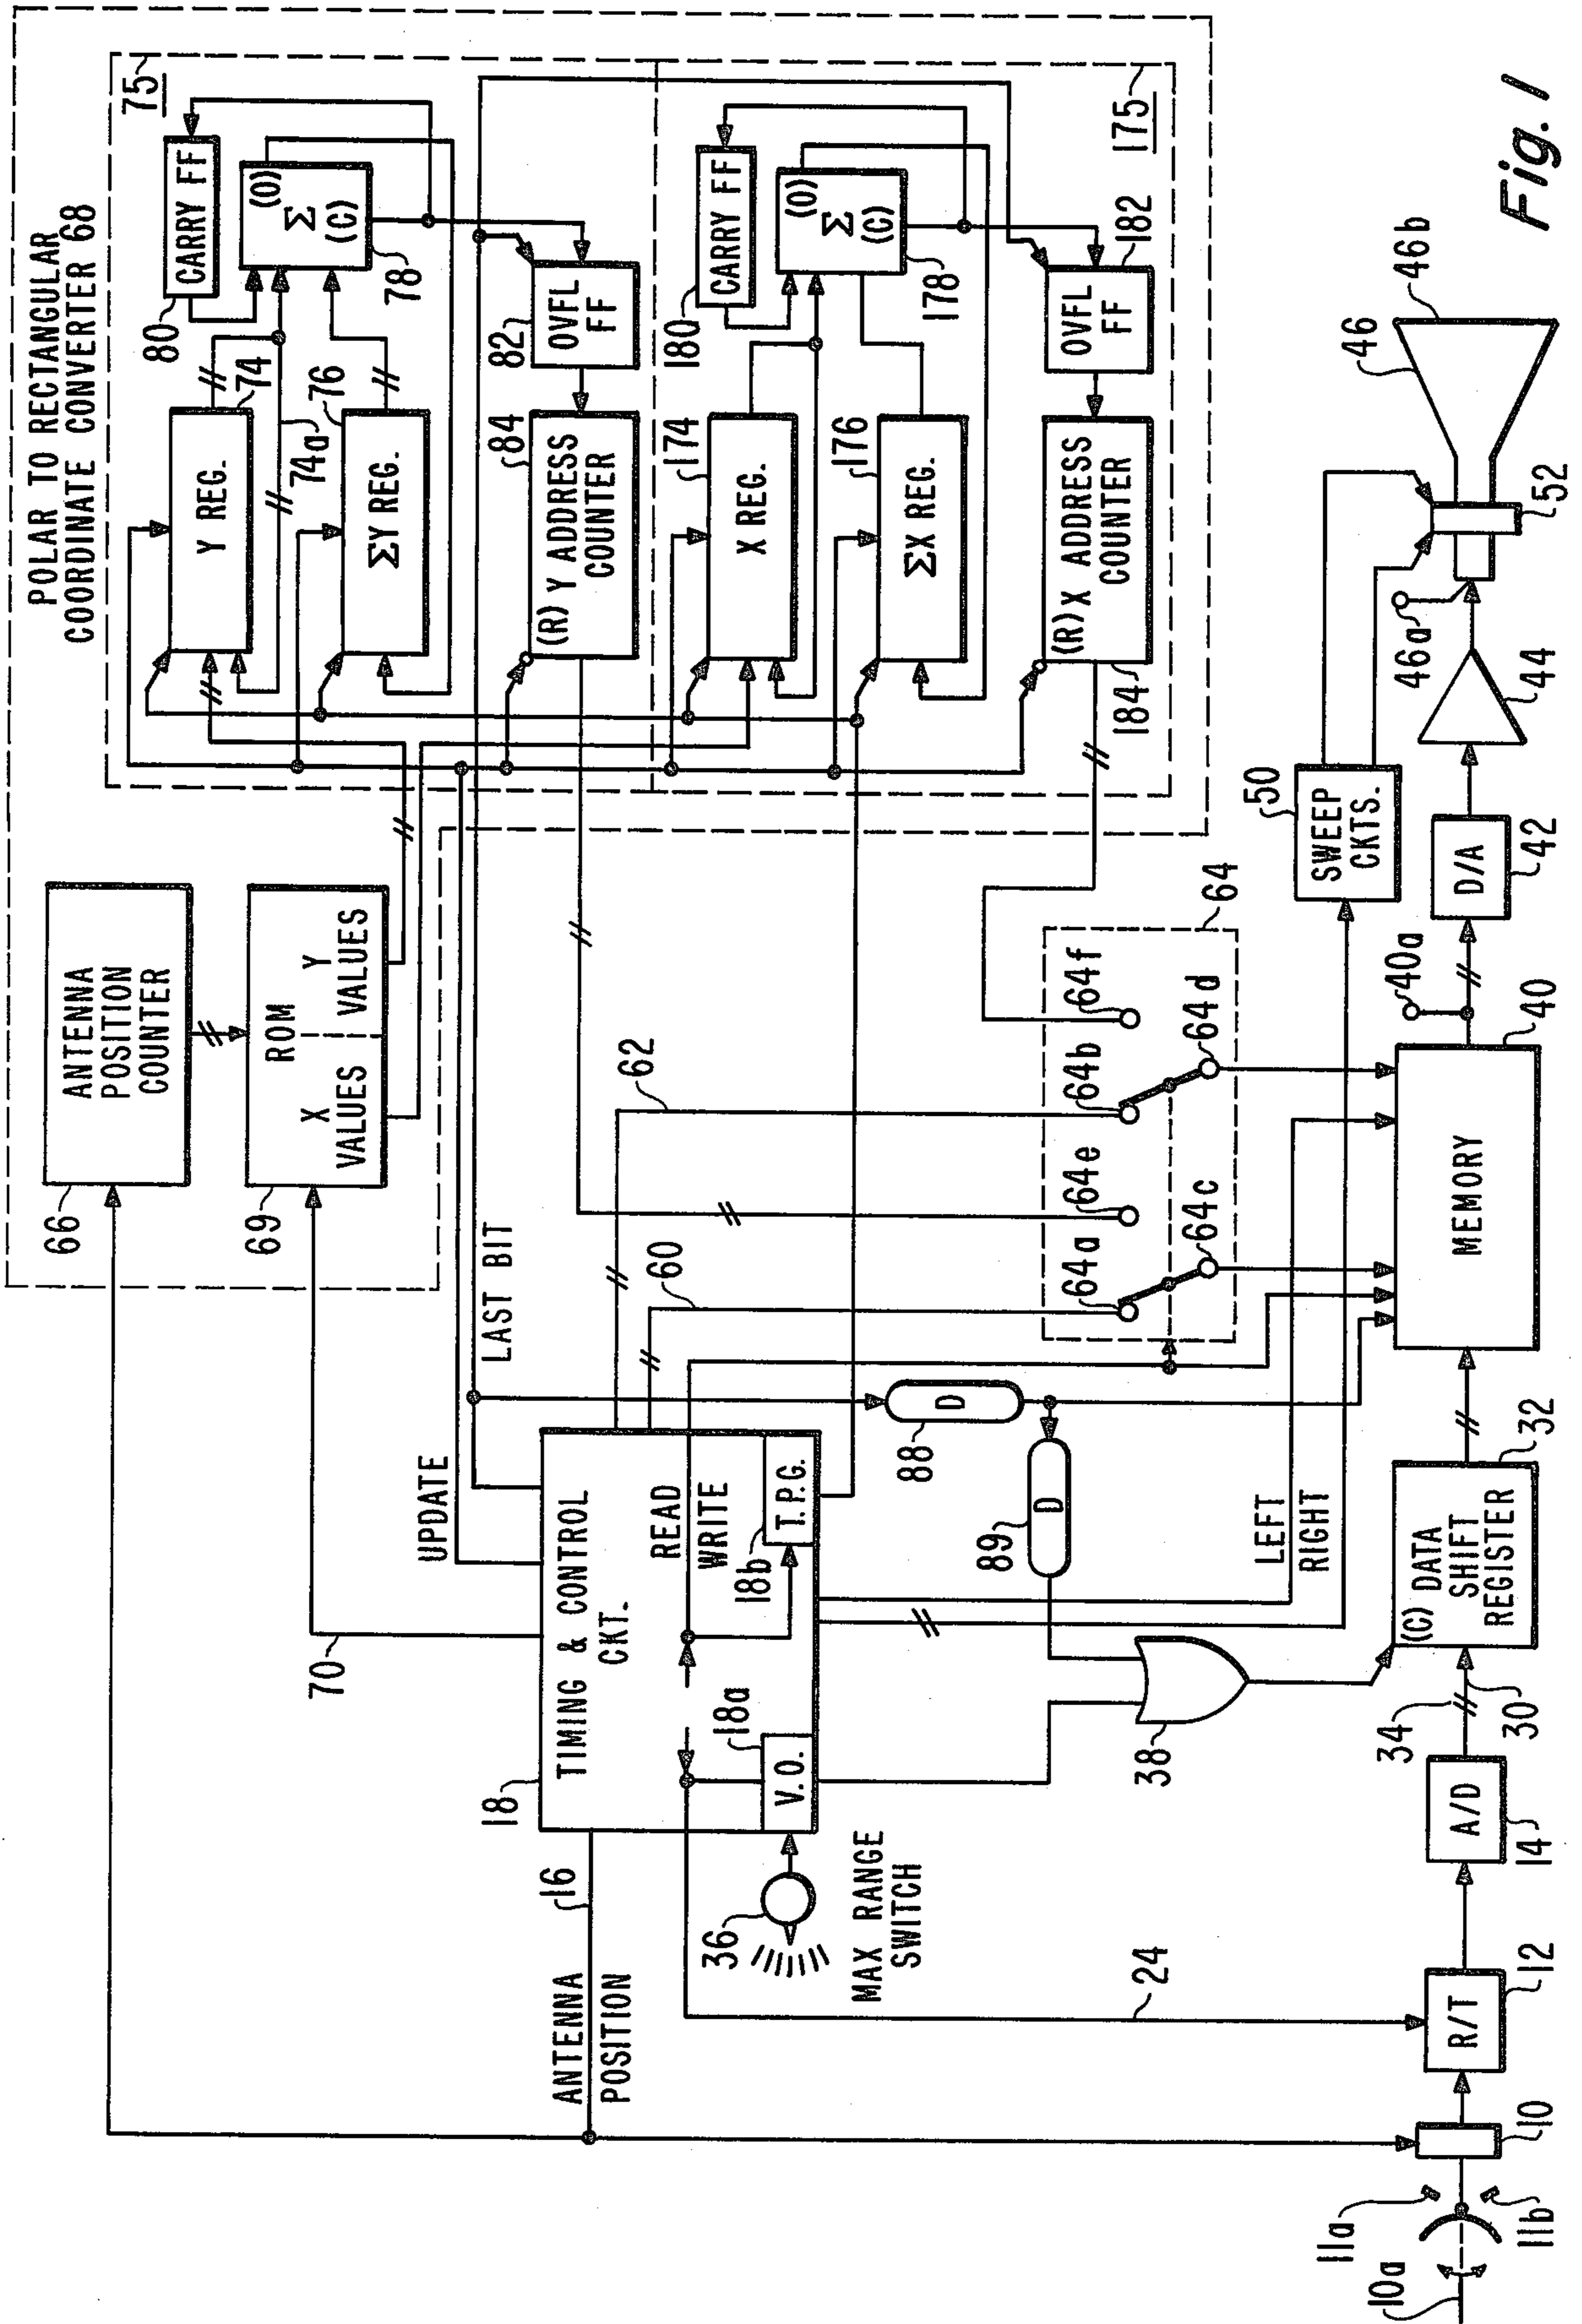 POLAR TO RECTANGULAR
COORDINATE CONVERTER 68
75
80
CARRY FF
(O)
Σ
(C)
78
Y REG.
74
74a
ΣY REG.
76
82
OVFL
FF
84
(R) Y ADDRESS
COUNTER
180
CARRY FF
(O)
Σ
(C)
178
174
X REG.
176
ΣX REG.
OVFL
FF
182
(R) X ADDRESS
COUNTER
184
175
66
ANTENNA
POSITION
COUNTER
69
ROM
X
VALUES
Y
VALUES
70
UPDATE
LAST BIT
62
60
64
64a
64e
64b
64f
64c
64d
18
TIMING & CONTROL
CKT.
READ
WRITE
18a
V.O.
18b
T.P.G.
16
ANTENNA
POSITION
36
MAX RANGE
SWITCH
24
D
88
D
89
38
LEFT
RIGHT
50
SWEEP
CKTS.
10a
11a
11b
10
R/T
12
A/D
14
34
30
(C) DATA
SHIFT
REGISTER
32
MEMORY
40
40a
D/A
42
44
46a
52
46
46b
Fig. 1